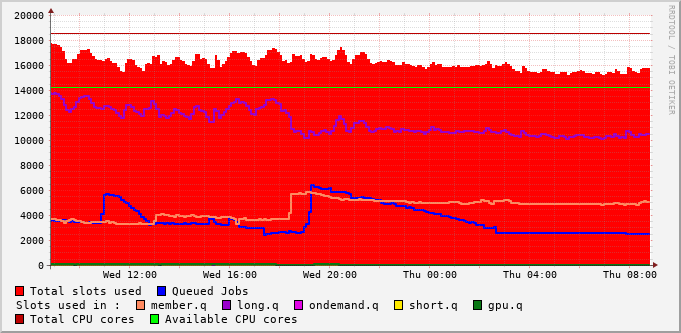 20000
18000
16000
14000
12000
10000
8000
6000
4000
2000
0
Wed 12:00 Wed 16:00 Wed 20:00 Thu 00:00 Thu 04:00 Thu 08:00
Total slots used Queued Jobs
Slots used in : member.q long.q ondemand.q short.q gpu.q
Total CPU cores Available CPU cores
RRDTOOL / TOBI OETIKER